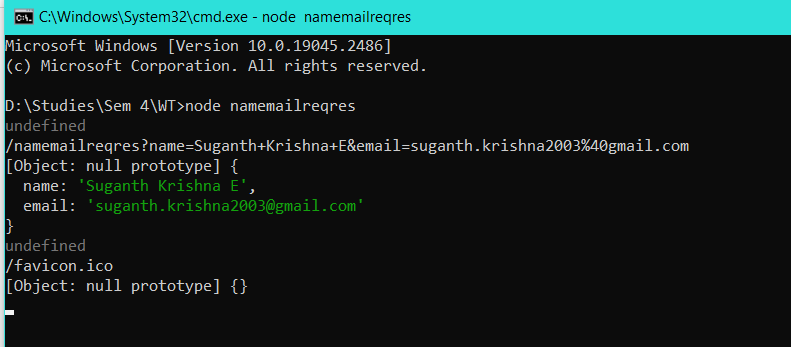 C:\Windows\System32\cmd.exe - node  namemailreqres
Microsoft Windows [Version 10.0.19045.2486]
(c) Microsoft Corporation. All rights reserved.
D:\Studies\Sem 4\WT>node namemailreqres
undefined
/namemailreqres?name=Suganth+Krishna+E&email=suganth.krishna2003%40gmail.com
[Object: null prototype] {
  name: 'Suganth Krishna E',
  email: 'suganth.krishna2003@gmail.com'
}
undefined
/favicon.ico
[Object: null prototype] {}